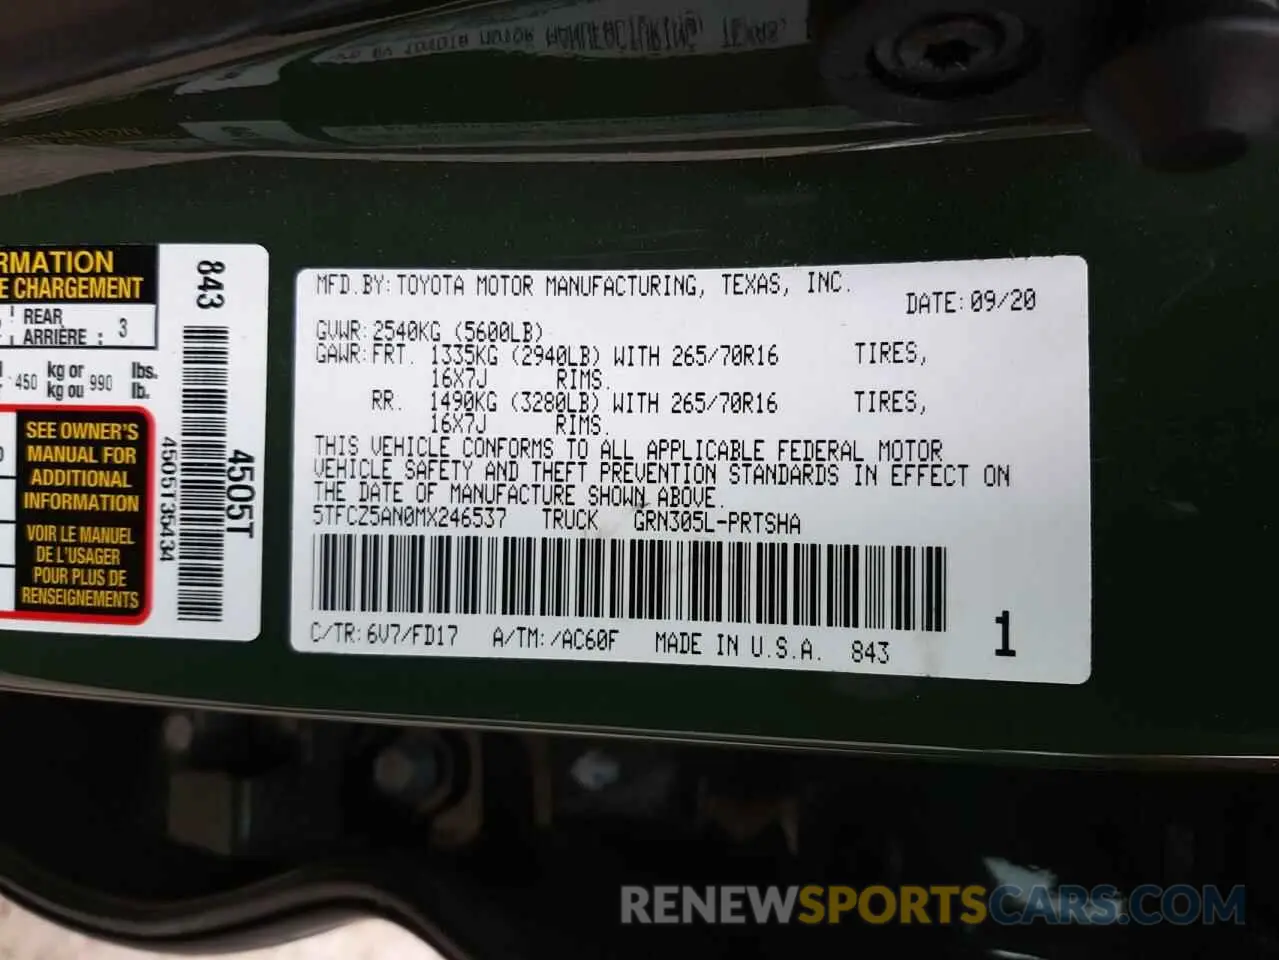 RMATION
E CHARGEMENT
REAR
ARRIÈRE : 3
450 kg or 990 lbs.
kg ou lb.
SEE OWNER'S
MANUAL FOR
ADDITIONAL
INFORMATION
VOIR LE MANUEL
DE L'USAGER
POUR PLUS DE
RENSEIGNEMENTS
843
4505T35434
4505T
MFD.BY:TOYOTA MOTOR MANUFACTURING, TEXAS, INC.
DATE:09/20
GVWR:2540KG (5600LB)
GAWR:FRT. 1335KG (2940LB) WITH 265/70R16 TIRES,
16X7J RIMS.
RR. 1490KG (3280LB) WITH 265/70R16 TIRES,
16X7J RIMS.
THIS VEHICLE CONFORMS TO ALL APPLICABLE FEDERAL MOTOR
VEHICLE SAFETY AND THEFT PREVENTION STANDARDS IN EFFECT ON
THE DATE OF MANUFACTURE SHOWN ABOVE.
5TFCZ5AN0MX246537 TRUCK GRN305L-PRTSHA
C/TR:6V7/FD17 A/TM:/AC60F MADE IN U.S.A. 843
1
RENEWSPORTSCARS.COM